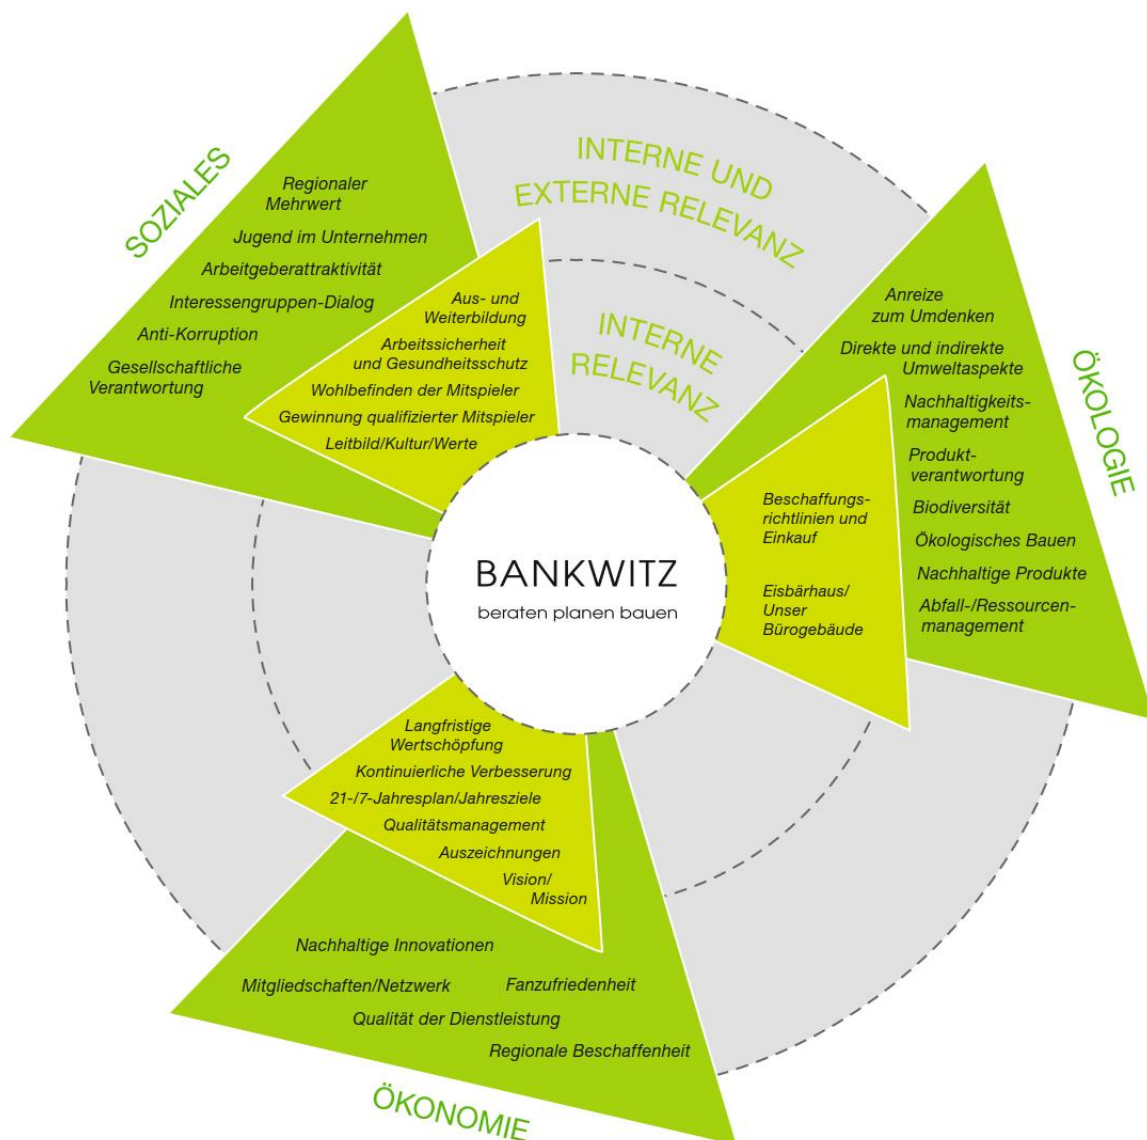 SOZIALES
Regionaler
Mehrwert
Jugend im Unternehmen
Arbeitgeberattraktivität
Interessengruppen-Dialog
Anti-Korruption
Gesellschaftliche
Verantwortung
Aus- und
Weiterbildung
Arbeitssicherheit
und Gesundheitsschutz
Wohlbefinden der Mitspieler
Gewinnung qualifizierter Mitspieler
Leitbild/Kultur/Werte
INTERNE UND
EXTERNE RELEVANZ
INTERNE
RELEVANZ
ÖKOLOGIE
Anreize
zum Umdenken
Direkte und indirekte
Umweltaspekte
Nachhaltigkeits-
management
Produkt-
verantwortung
Biodiversität
Ökologisches Bauen
Nachhaltige Produkte
Abfall-/Ressourcen-
management
Beschaffungs-
richtlinien und
Einkauf
Eisbärhaus/
Unser
Bürogebäude
BANKWITZ
beraten planen bauen
Langfristige
Wertschöpfung
Kontinuierliche Verbesserung
21-/7-Jahresplan/Jahresziele
Qualitätsmanagement
Auszeichnungen
Vision/
Mission
Nachhaltige Innovationen
Mitgliedschaften/Netzwerk
Fanzufriedenheit
Qualität der Dienstleistung
Regionale Beschaffenheit
ÖKONOMIE